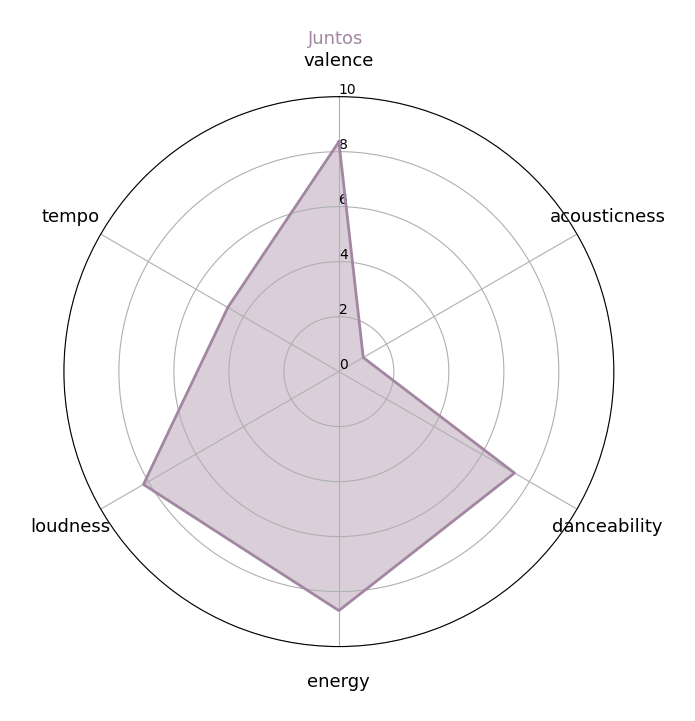 Juntos
valence
10
8
6
4
2
0
tempo
acousticness
loudness
danceability
energy